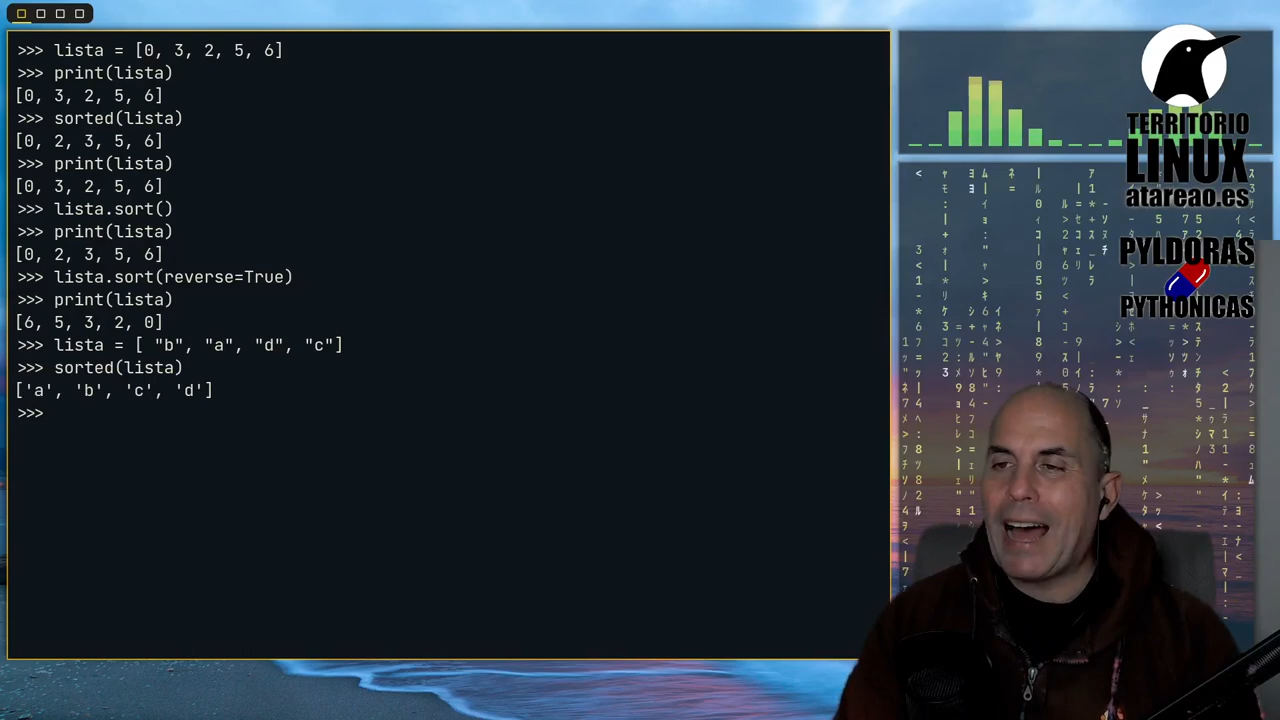 >>> lista = [0, 3, 2, 5, 6]
>>> print(lista)
[0, 3, 2, 5, 6]
>>> sorted(lista)
[0, 2, 3, 5, 6]
>>> print(lista)
[0, 3, 2, 5, 6]
>>> lista.sort()
>>> print(lista)
[0, 2, 3, 5, 6]
>>> lista.sort(reverse=True)
>>> print(lista)
[6, 5, 3, 2, 0]
>>> lista = [ "b", "a", "d", "c"]
>>> sorted(lista)
['a', 'b', 'c', 'd']
>>>
TERRITORIO
LINUX
atareao.es
PYLDORAS
PYTHONICAS